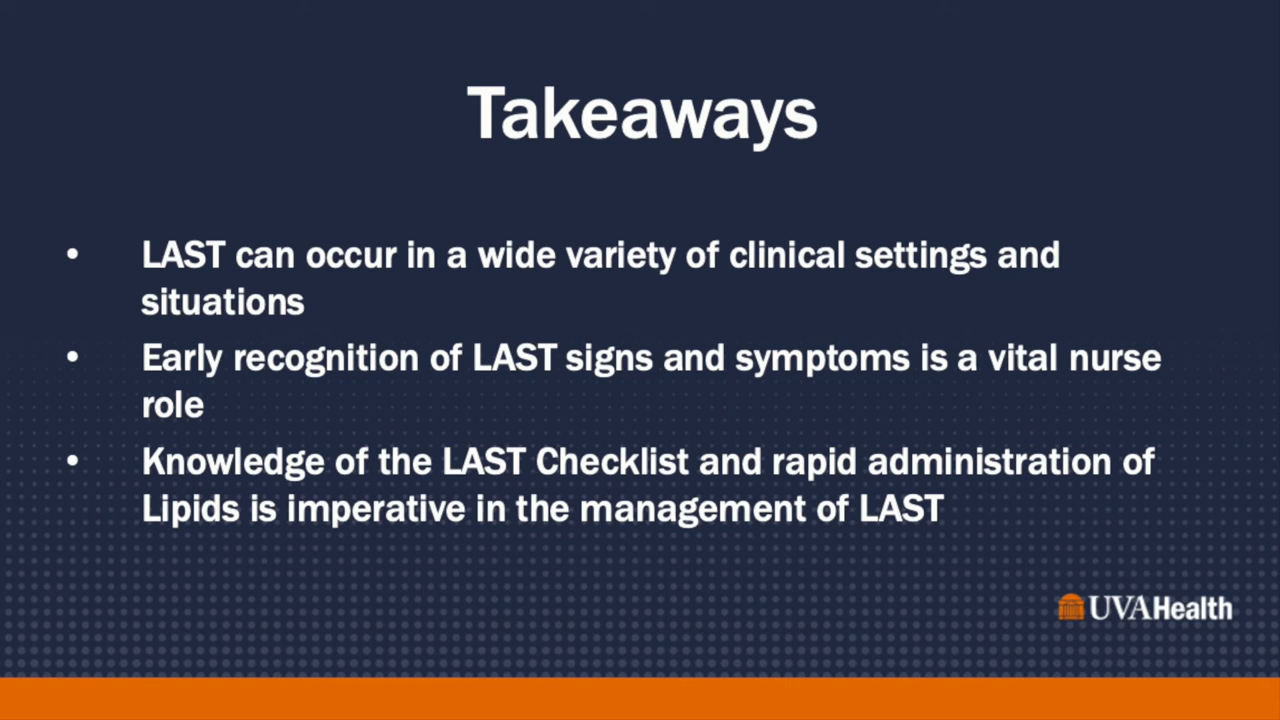 Takeaways
• LAST can occur in a wide variety of clinical settings and
situations
• Early recognition of LAST signs and symptoms is a vital nurse
role
• Knowledge of the LAST Checklist and rapid administration of
Lipids is imperative in the management of LAST
UVAHealth